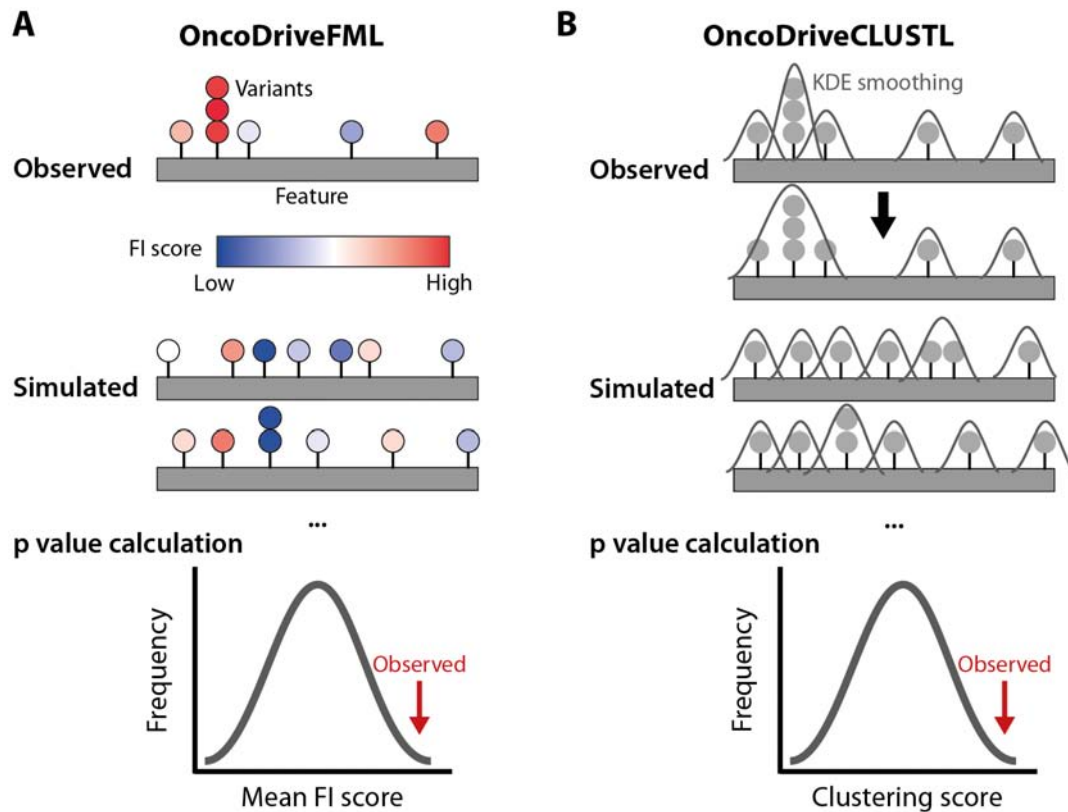 A
OncoDriveFML
Variants
Observed
Feature
FI score
Low
High
Simulated
...
p value calculation
Frequency
Observed
Mean FI score
B
OncoDriveCLUSTL
KDE smoothing
Observed
Simulated
...
p value calculation
Frequency
Observed
Clustering score